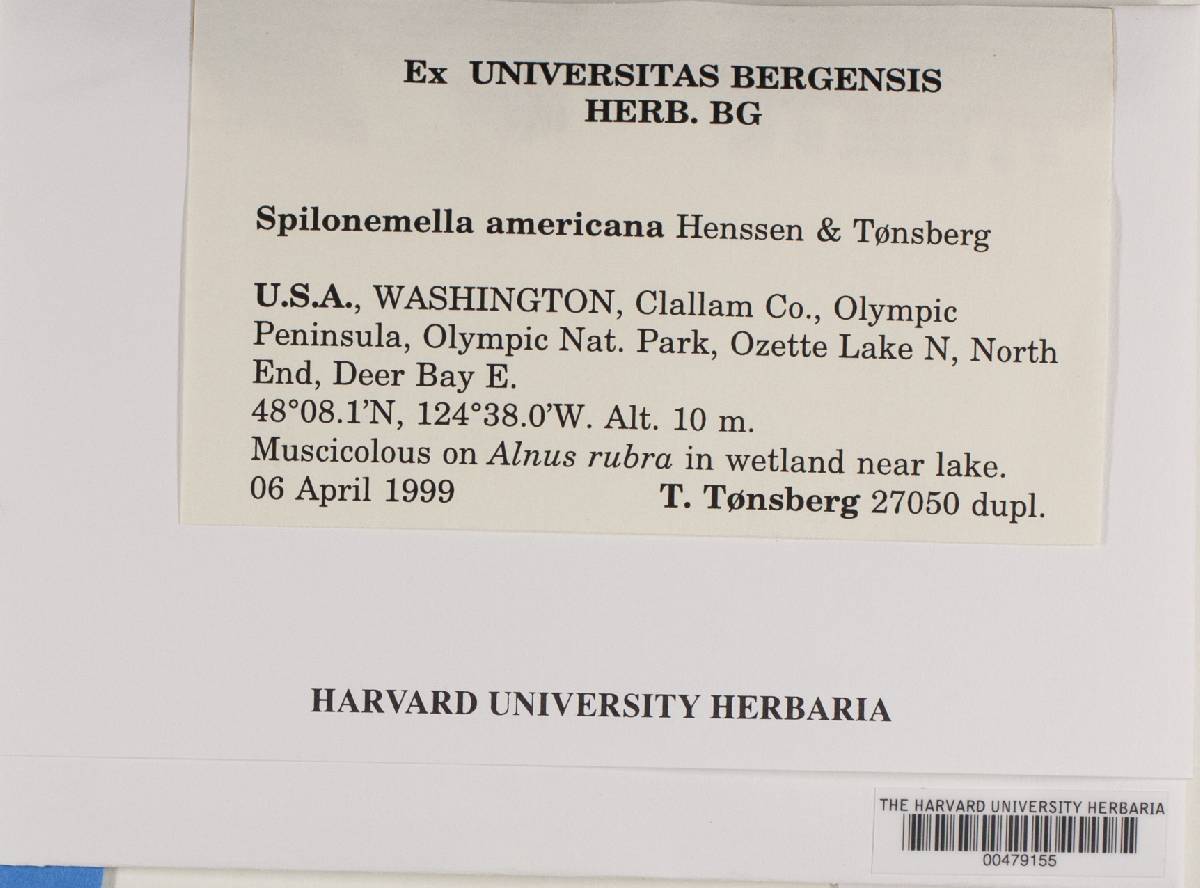 Ex UNIVERSITAS BERGENSIS
HERB. BG
Spilonemella americana Henssen & Tønsberg
U.S.A., WASHINGTON, Clallam Co., Olympic
Peninsula, Olympic Nat. Park, Ozette Lake N, North
End, Deer Bay E.
48°08.1'N, 124°38.0'W. Alt. 10 m.
Muscicolous on Alnus rubra in wetland near lake.
06 April 1999 T. Tønsberg 27050 dupl.
HARVARD UNIVERSITY HERBARIA
THE HARVARD UNIVERSITY HERBARIA
00479155